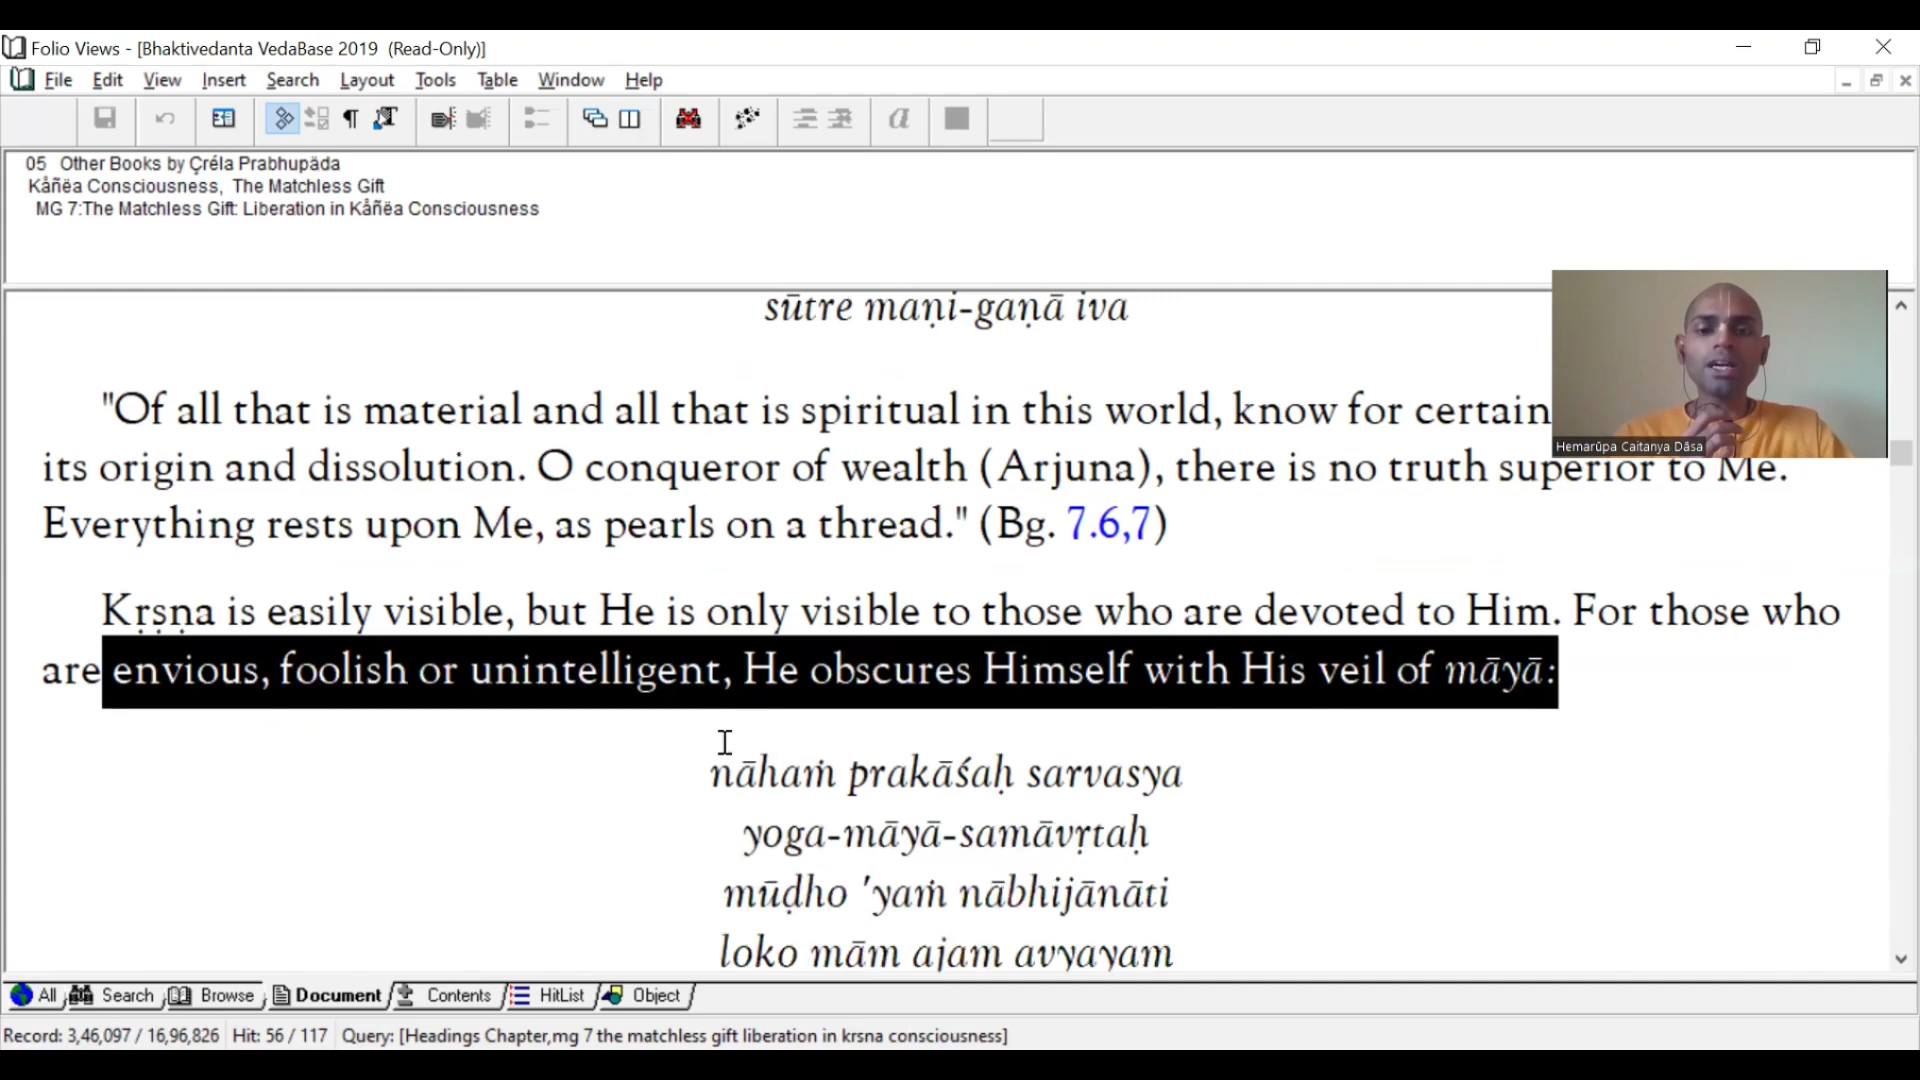 Folio Views - [Bhaktivedanta VedaBase 2019 (Read-Only)]
File Edit View Insert Search Layout Tools Table Window Help
05 Other Books by Çréla Prabhupäda
Kåñëa Consciousness, The Matchless Gift
MG 7:The Matchless Gift: Liberation in Kåñëa Consciousness
sūtre maṇi-gaṇā iva
"Of all that is material and all that is spiritual in this world, know for certain
its origin and dissolution. O conqueror of wealth (Arjuna), there is no truth superior to Me.
Everything rests upon Me, as pearls on a thread." (Bg. 7.6,7)
Hemarūpa Caitanya Dāsa
Kṛṣṇa is easily visible, but He is only visible to those who are devoted to Him. For those who
are envious, foolish or unintelligent, He obscures Himself with His veil of māyā:
nāhaṁ prakāśaḥ sarvasya
yoga-māyā-samāvṛtaḥ
mūḍho 'yaṁ nābhijānāti
loko mām ajam avyayam
All Search Browse Document Contents HitList Object
Record: 3,46,097 / 16,96,826 Hit: 56 / 117 Query: [Headings Chapter,mg 7 the matchless gift liberation in krsna consciousness]